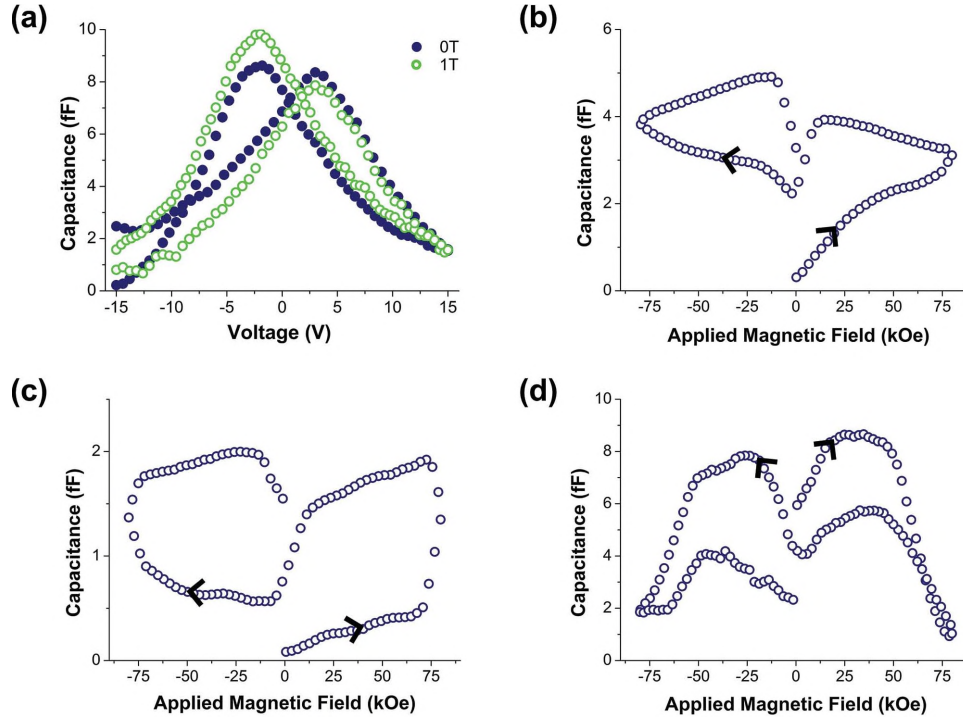 (a)
10
8
6
4
2
0
Capacitance (fF)
0T
1T
-15 -10 -5 0 5 10 15
Voltage (V)
(b)
6
4
2
0
Capacitance (fF)
-75 -50 -25 0 25 50 75
Applied Magnetic Field (kOe)
(c)
2
1
0
Capacitance (fF)
-75 -50 -25 0 25 50 75
Applied Magnetic Field (kOe)
(d)
10
8
6
4
2
0
Capacitance (fF)
-75 -50 -25 0 25 50 75
Applied Magnetic Field (kOe)